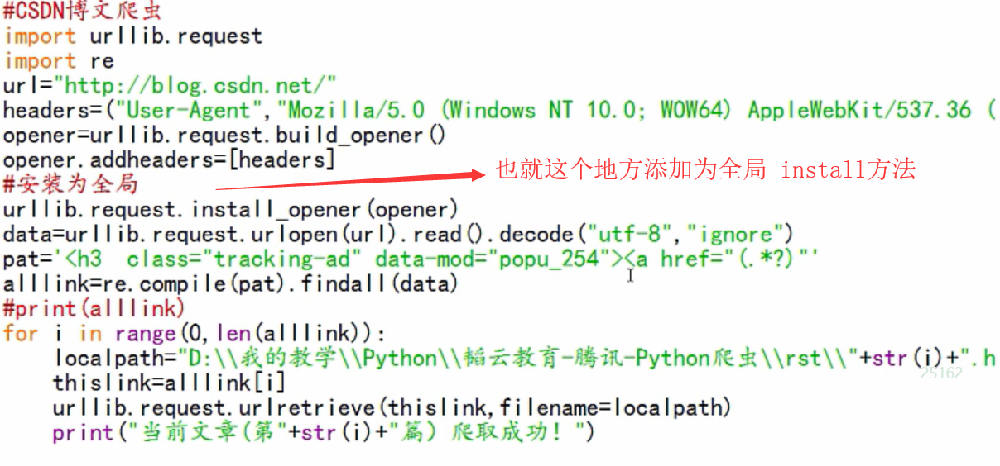 #CSDN博文爬虫
import urllib.request
import re
url="http://blog.csdn.net/"
headers=("User-Agent","Mozilla/5.0 (Windows NT 10.0; WOW64) AppleWebKit/537.36 (
opener=urllib.request.build_opener()
opener.addheaders=[headers]
#安装为全局
也就这个地方添加为全局 install方法
urllib.request.install_opener(opener)
data=urllib.request.urlopen(url).read().decode("utf-8","ignore")
pat='<h3  class="tracking-ad" data-mod="popu_254"><a href="(.*?)"'
alllink=re.compile(pat).findall(data)
#print(alllink)
for i in range(0,len(alllink)):
    localpath="D:\\我的教学\\Python\\韬云教育-腾讯-Python爬虫\\rst\\"+str(i)+".h
    thislink=alllink[i]
    urllib.request.urlretrieve(thislink,filename=localpath)
    print("当前文章(第"+str(i)+"篇) 爬取成功! ")
25162